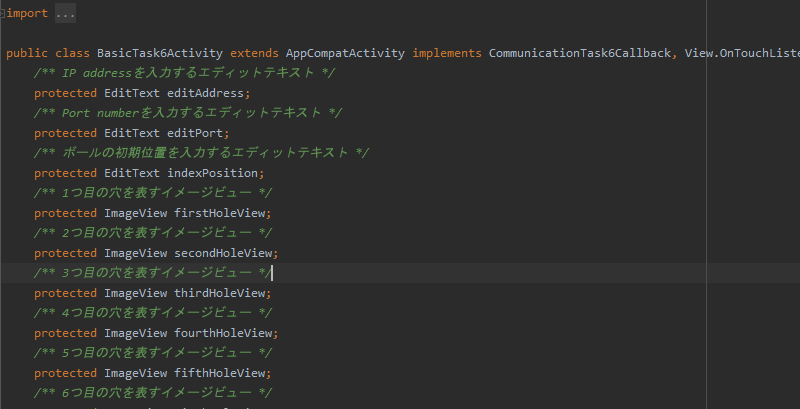 import ...
public class BasicTask6Activity extends AppCompatActivity implements CommunicationTask6Callback, View.OnTouchListe
/** IP addressを入力するエディットテキスト */
protected EditText editAddress;
/** Port numberを入力するエディットテキスト */
protected EditText editPort;
/** ボールの初期位置を入力するエディットテキスト */
protected EditText indexPosition;
/** 1つ目の穴を表すイメージビュー */
protected ImageView firstHoleView;
/** 2つ目の穴を表すイメージビュー */
protected ImageView secondHoleView;
/** 3つ目の穴を表すイメージビュー */
protected ImageView thirdHoleView;
/** 4つ目の穴を表すイメージビュー */
protected ImageView fourthHoleView;
/** 5つ目の穴を表すイメージビュー */
protected ImageView fifthHoleView;
/** 6つ目の穴を表すイメージビュー */